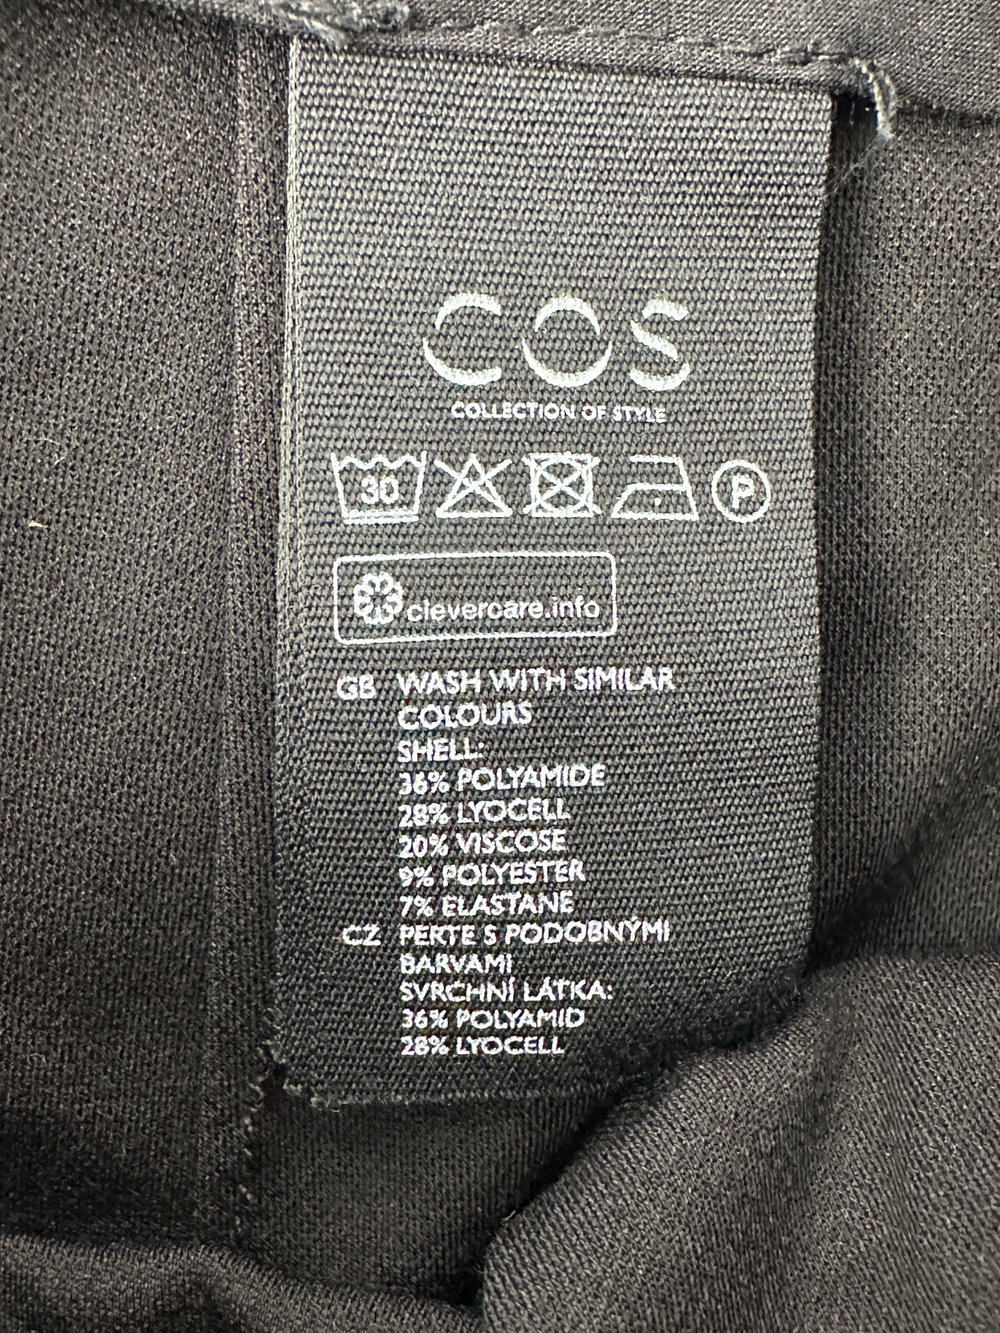 COS
COLLECTION OF STYLE
30 P
clevercare.info
GB WASH WITH SIMILAR
COLOURS
SHELL:
36% POLYAMIDE
28% LYOCELL
20% VISCOSE
9% POLYESTER
7% ELASTANE
CZ PERTE S PODOBNÝMI
BARVAMI
SVRCHNÍ LÁTKA:
36% POLYAMID
28% LYOCELL